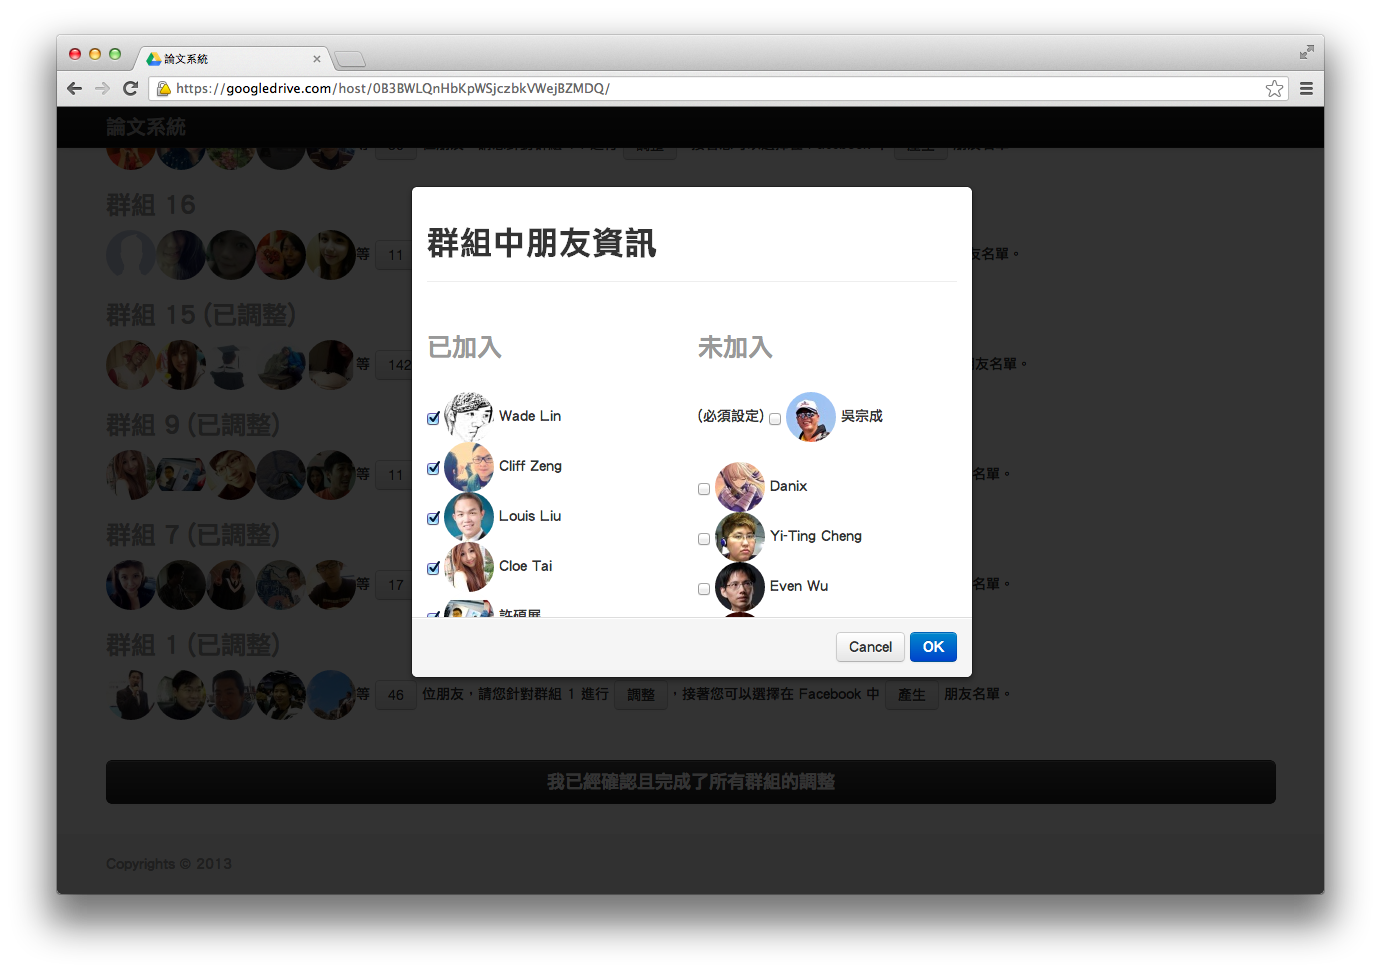 論文系統
https://googledrive.com/host/0B3BWLQnHbKpWSjczbkVWejBZMDQ/
論文系統
群組 16
等 11 友名單。
群組 15 (已調整)
等 142 朋友名單。
群組 9 (已調整)
等 11 名單。
群組 7 (已調整)
等 17 名單。
群組 1 (已調整)
等 46 位朋友，請您針對群組 1 進行 調整 ，接著您可以選擇在 Facebook 中 產生 朋友名單。
我已經確認且完成了所有群組的調整
Copyrights © 2013
群組中朋友資訊
已加入
Wade Lin
Cliff Zeng
Louis Liu
Cloe Tai
許碩展
未加入
(必須設定) 吳宗成
Danix
Yi-Ting Cheng
Even Wu
Cancel OK